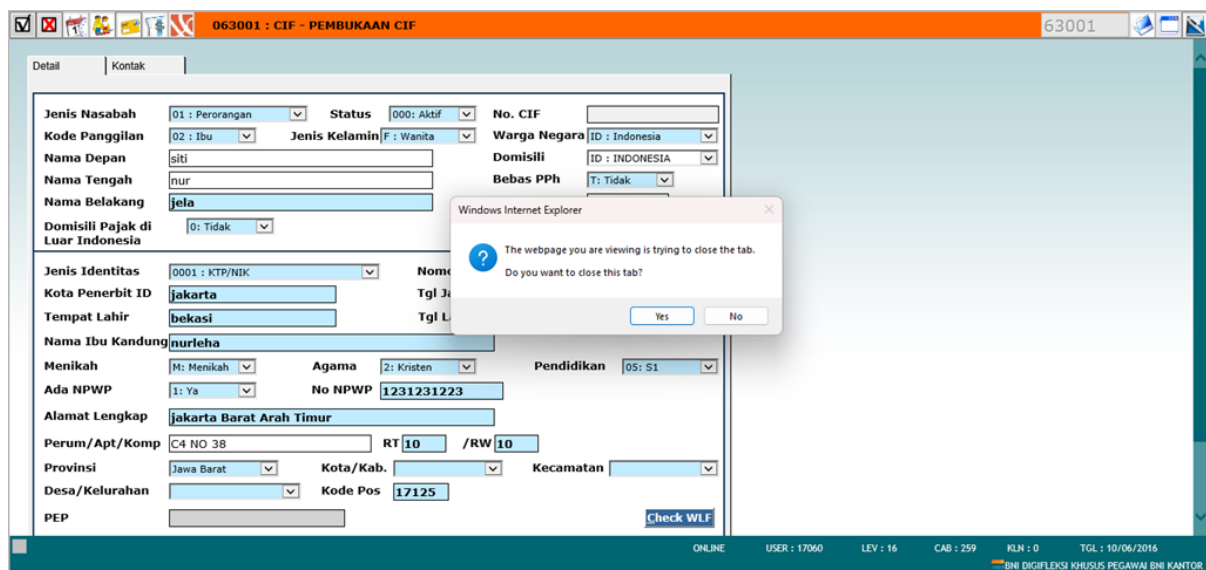 063001 : CIF - PEMBUKAAN CIF 63001
Detail Kontak
Jenis Nasabah 01 : Perorangan Status 000: Aktif No. CIF
Kode Panggilan 02 : Ibu Jenis Kelamin F : Wanita Warga Negara ID : Indonesia
Nama Depan siti Domisili ID : INDONESIA
Nama Tengah nur Bebas PPh T: Tidak
Nama Belakang jela
Domisili Pajak di 0: Tidak
Luar Indonesia
Windows Internet Explorer
The webpage you are viewing is trying to close the tab.
Do you want to close this tab?
Yes No
Jenis Identitas 0001 : KTP/NIK
Kota Penerbit ID jakarta Tgl
Tempat Lahir bekasi Tgl
Nama Ibu Kandung nurleha
Menikah M: Menikah Agama 2: Kristen Pendidikan 05: S1
Ada NPWP 1: Ya No NPWP 1231231223
Alamat Lengkap jakarta Barat Arah Timur
Perum/Apt/Komp C4 NO 38 RT 10 /RW 10
Provinsi Jawa Barat Kota/Kab. Kecamatan
Desa/Kelurahan Kode Pos 17125
PEP Check WLF
ONLINE USER : 17060 LEV : 16 CAB : 259 KLN : 0 TGL : 10/06/2016
BNI DIGIFLEKSI KHUSUS PEGAWAI BNI KANTOR